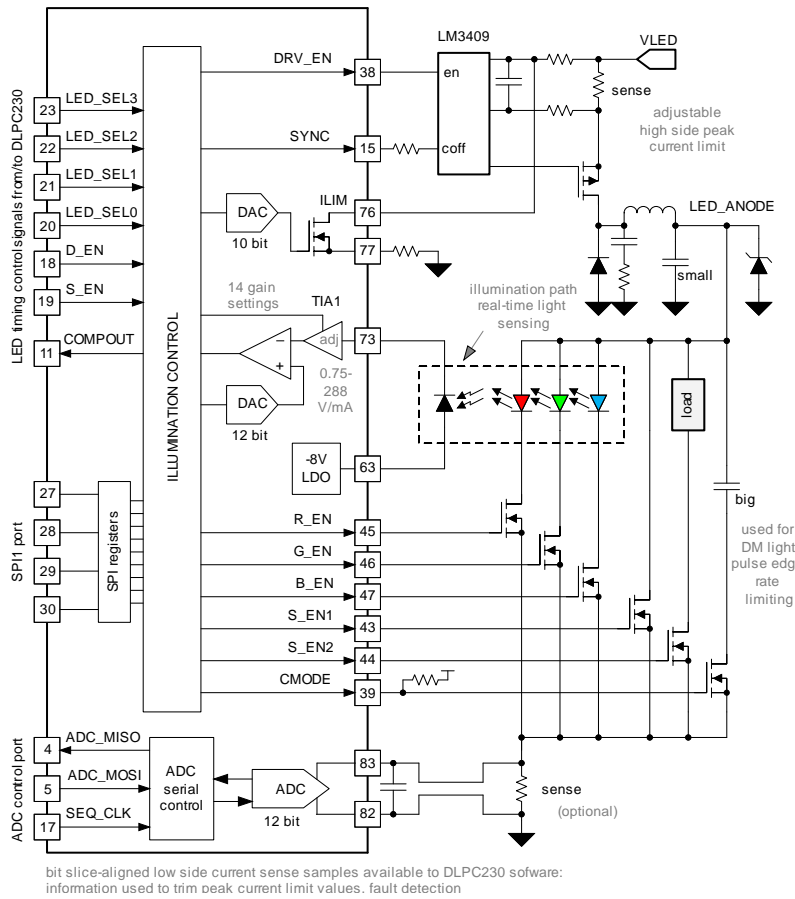 LM3409
VLED
DRV_EN
38
en
sense
adjustable
high side peak
current limit
LED timing control signals from/to DLPC230
23
LED_SEL3
22
LED_SEL2
21
LED_SEL1
20
LED_SEL0
18
D_EN
19
S_EN
11
COMPOUT
SYNC
15
coff
ILIM
76
DAC
10 bit
77
LED_ANODE
small
14 gain
settings
TIA1
adj
73
0.75-
288
V/mA
DAC
12 bit
illumination path
real-time light
sensing
ILLUMINATION CONTROL
load
-8V
LDO
63
big
used for
DM light
pulse edg
rate
limiting
SPI1 port
27
28
29
30
SPI registers
R_EN
45
G_EN
46
B_EN
47
S_EN1
43
S_EN2
44
CMODE
39
ADC control port
4
ADC_MISO
5
ADC_MOSI
17
SEQ_CLK
ADC
serial
control
ADC
12 bit
83
82
sense
(optional)
bit slice-aligned low side current sense samples available to DLPC230 sofware:
information used to trim peak current limit values, fault detection